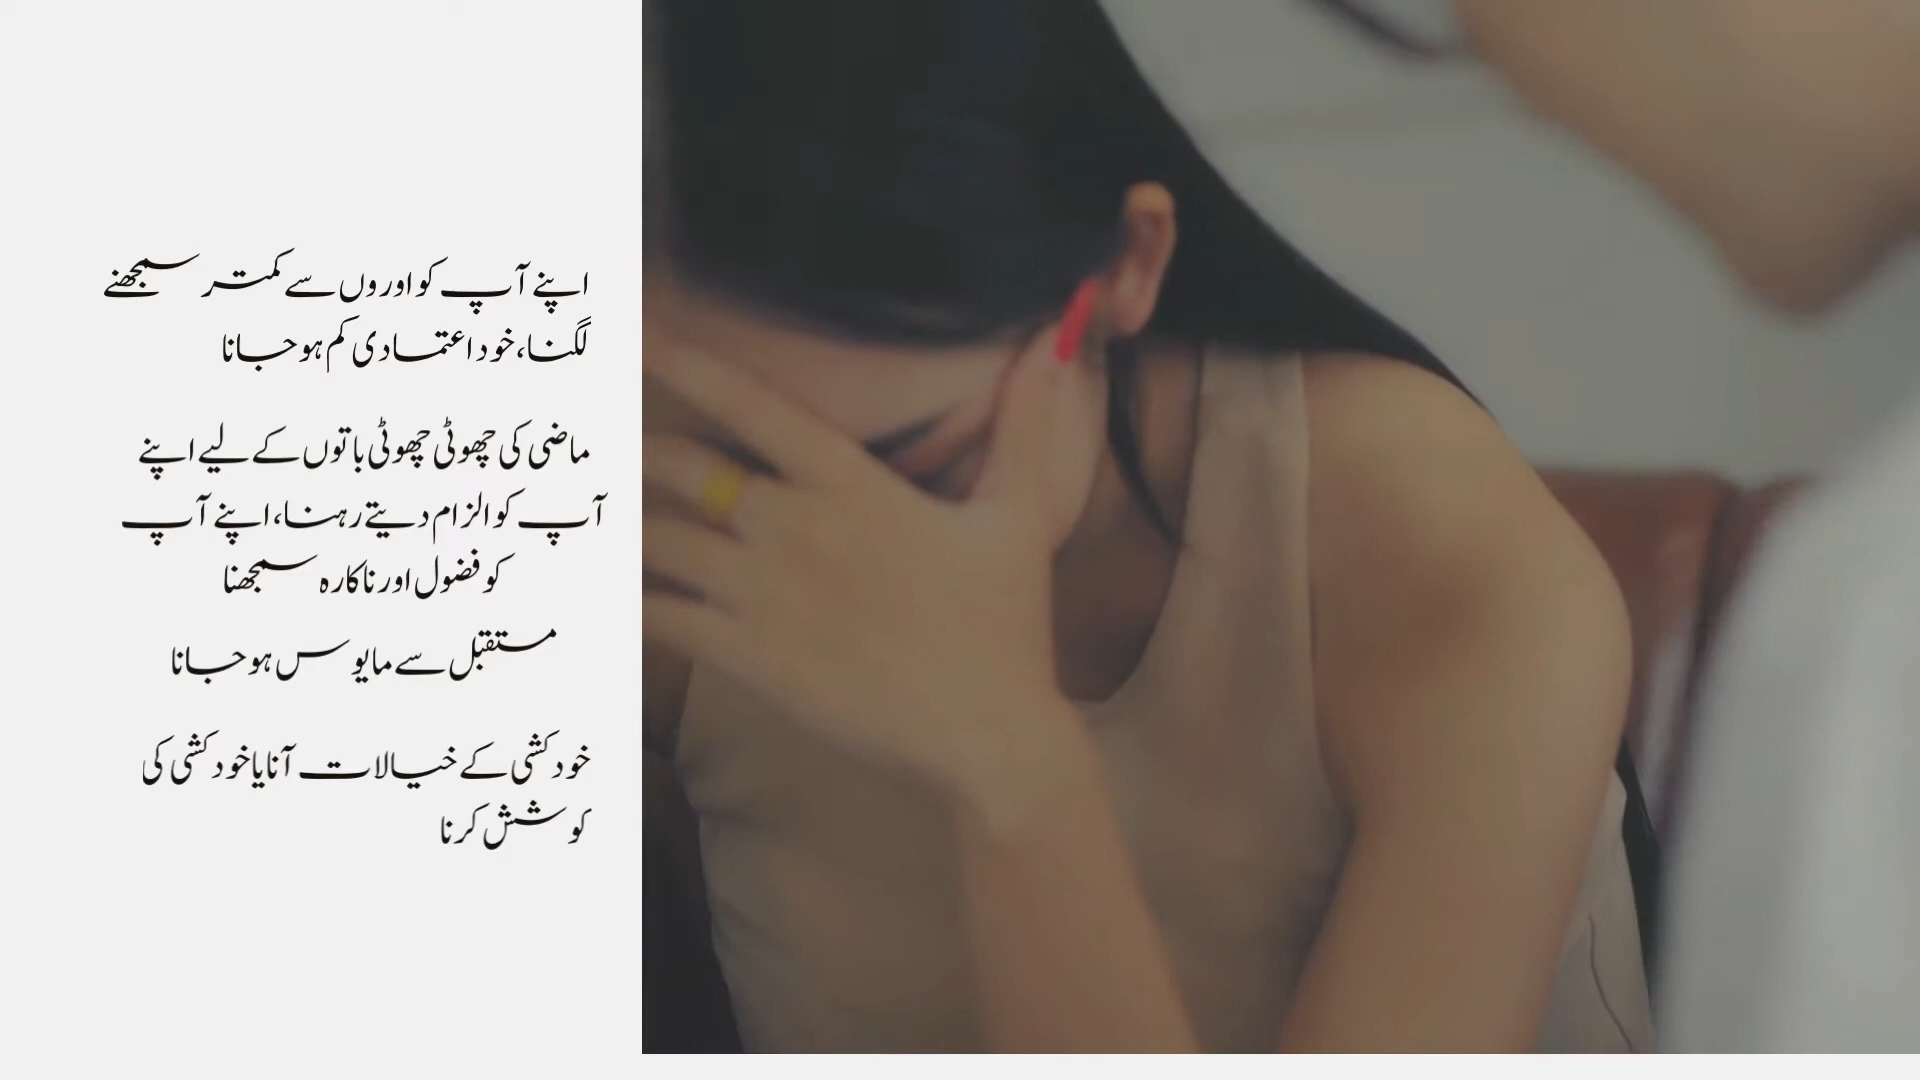 اپنے آپ کو اوروں سے کمتر سمجھنے
لگنا، خود اعتمادی کم ہو جانا
ماضی کی چھوٹی چھوٹی باتوں کے لیے اپنے
آپ کو الزام دیتے رہنا، اپنے آپ
کو فضول اور ناکارہ سمجھنا
مستقبل سے مایوس ہو جانا
خودکشی کے خیالات آنا یا خودکشی کی
کوشش کرنا